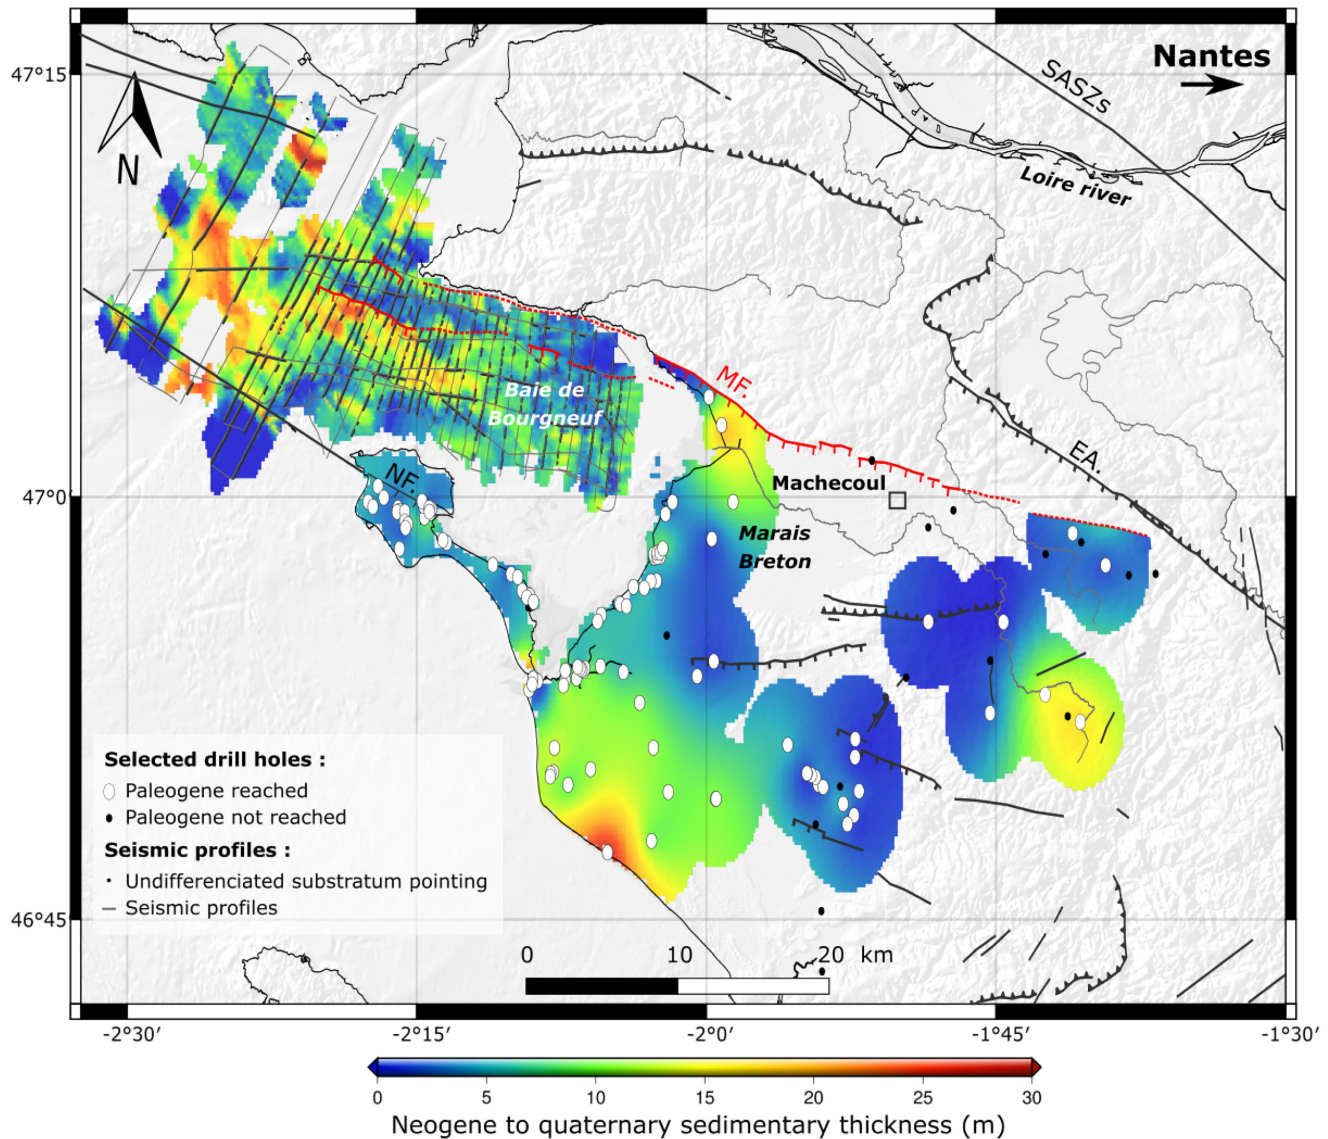 Nantes
47°15
SASZs
N
Loire river
MF.
Baie de
Bourgneuf
EA.
NF.
47°0
Machecoul
Marais
Breton
Selected drill holes :
Paleogene reached
Paleogene not reached
Seismic profiles :
Undifferenciated substratum pointing
Seismic profiles
46°45
0 10 20 km
-2°30′ -2°15′ -2°0′ -1°45′ -1°30′
0 5 10 15 20 25 30
Neogene to quaternary sedimentary thickness (m)